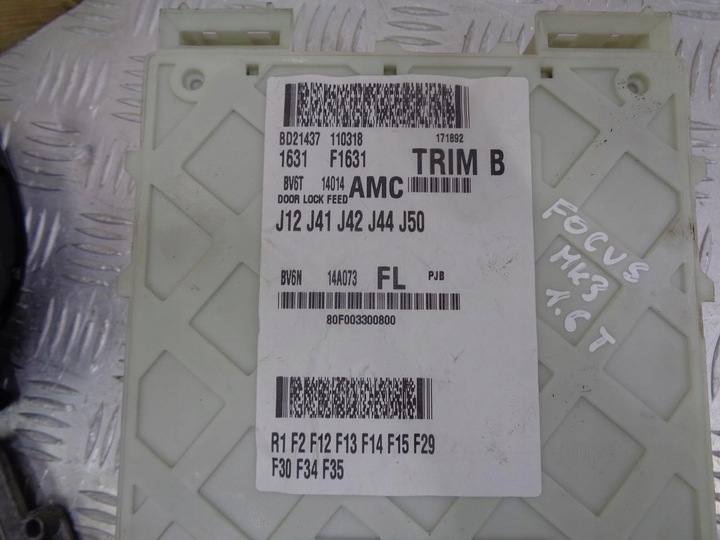 BD21437 110318 171892
1631 F1631 TRIM B
BV6T 14014 AMC
DOOR LOCK FEED
J12 J41 J42 J44 J50
BV6N 14A073 FL PJB
80F003300800
R1 F2 F12 F13 F14 F15 F29
F30 F34 F35
FOCUS
MK3
1.6 T